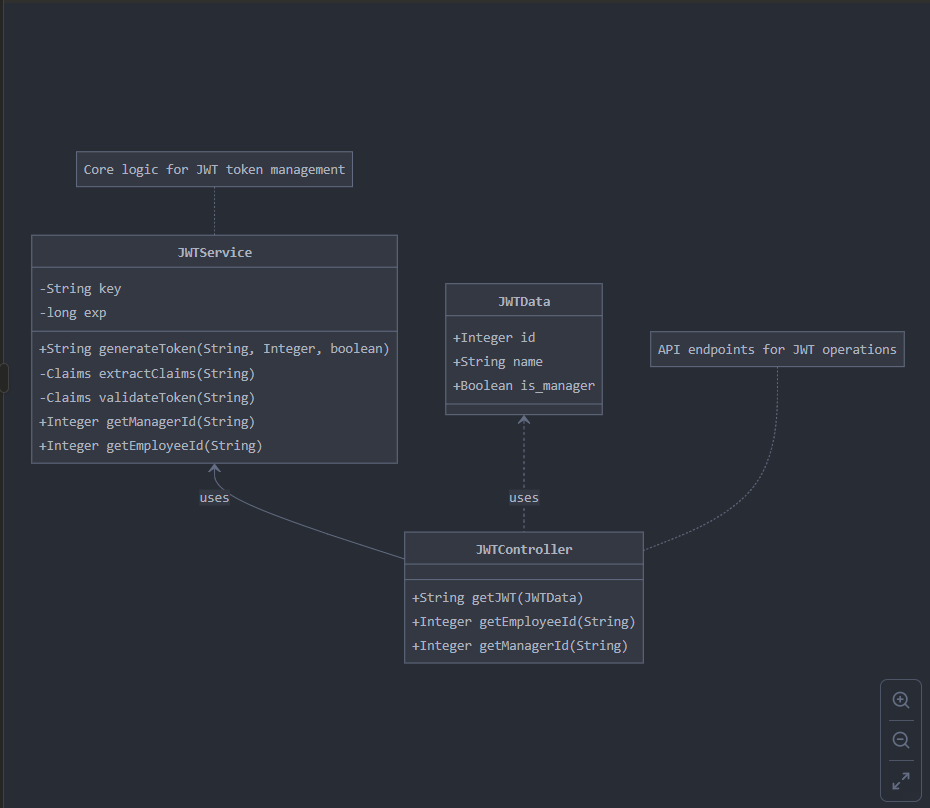 Core logic for JWT token management
JWTService
-String key
-long exp
+String generateToken(String, Integer, boolean)
-Claims extractClaims(String)
-Claims validateToken(String)
+Integer getManagerId(String)
+Integer getEmployeeId(String)
JWTData
+Integer id
+String name
+Boolean is_manager
API endpoints for JWT operations
uses
uses
JWTController
+String getJWT(JWTData)
+Integer getEmployeeId(String)
+Integer getManagerId(String)